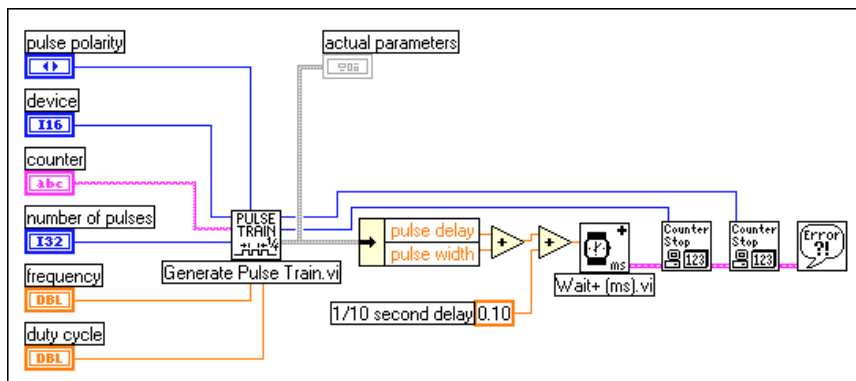 pulse polarity
device
I16
counter
abc
number of pulses
I32
frequency
DBL
duty cycle
DBL
actual parameters
PULSE
TRAIN
1/4
Generate Pulse Train.vi
pulse delay
pulse width
+
+
1/10 second delay 0.10
+
ms
Wait+ (ms).vi
Counter
Stop
123
Counter
Stop
123
Error
?!